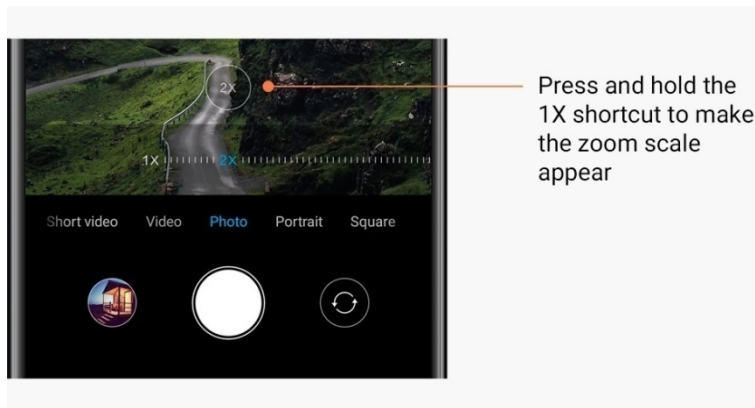 2X
Press and hold the
1X shortcut to make
the zoom scale
appear
1X 2X
Short video Video Photo Portrait Square